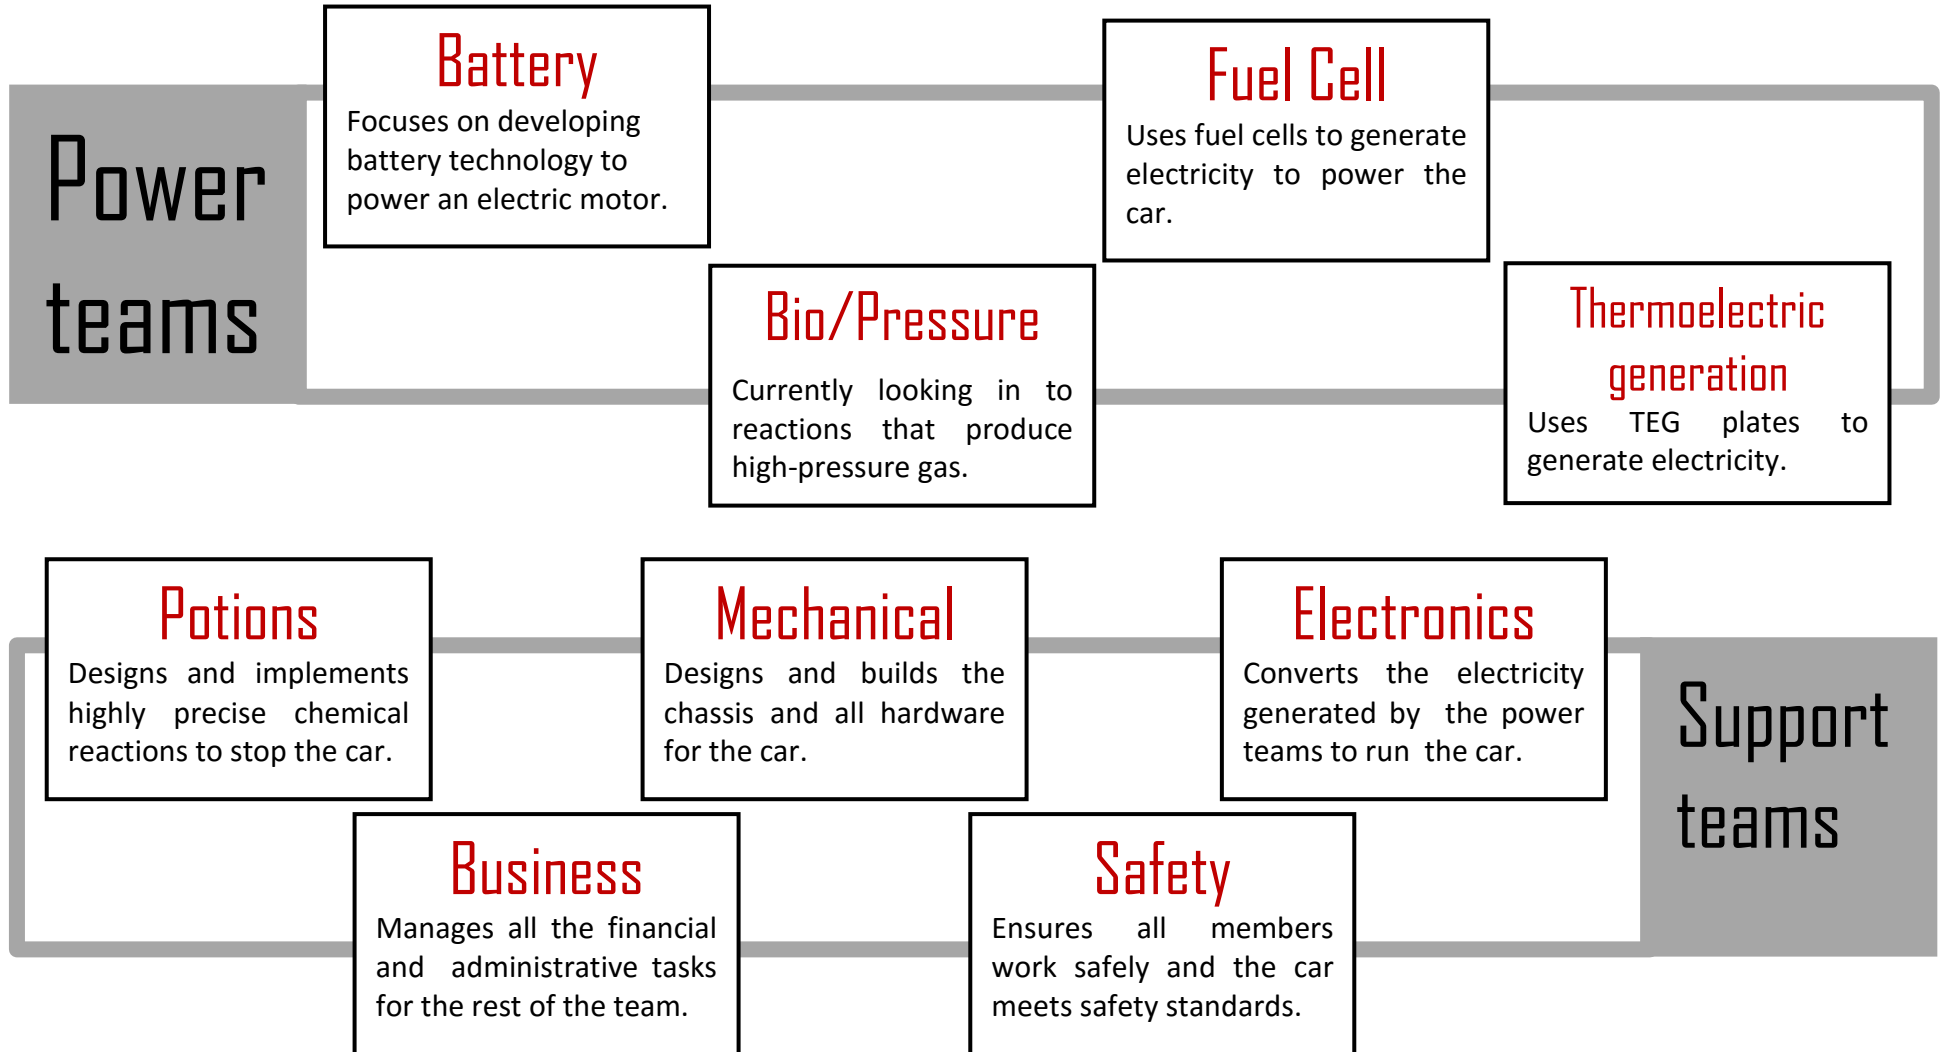 Power
teams
Battery
Focuses on developing
battery technology to
power an electric motor.
Bio/Pressure
Currently looking in to
reactions that produce
high-pressure gas.
Fuel Cell
Uses fuel cells to generate
electricity to power the
car.
Thermoelectric
generation
Uses TEG plates to
generate electricity.
Potions
Designs and implements
highly precise chemical
reactions to stop the car.
Business
Manages all the financial
and administrative tasks
for the rest of the team.
Mechanical
Designs and builds the
chassis and all hardware
for the car.
Safety
Ensures all members
work safely and the car
meets safety standards.
Electronics
Converts the electricity
generated by the power
teams to run the car.
Support
teams